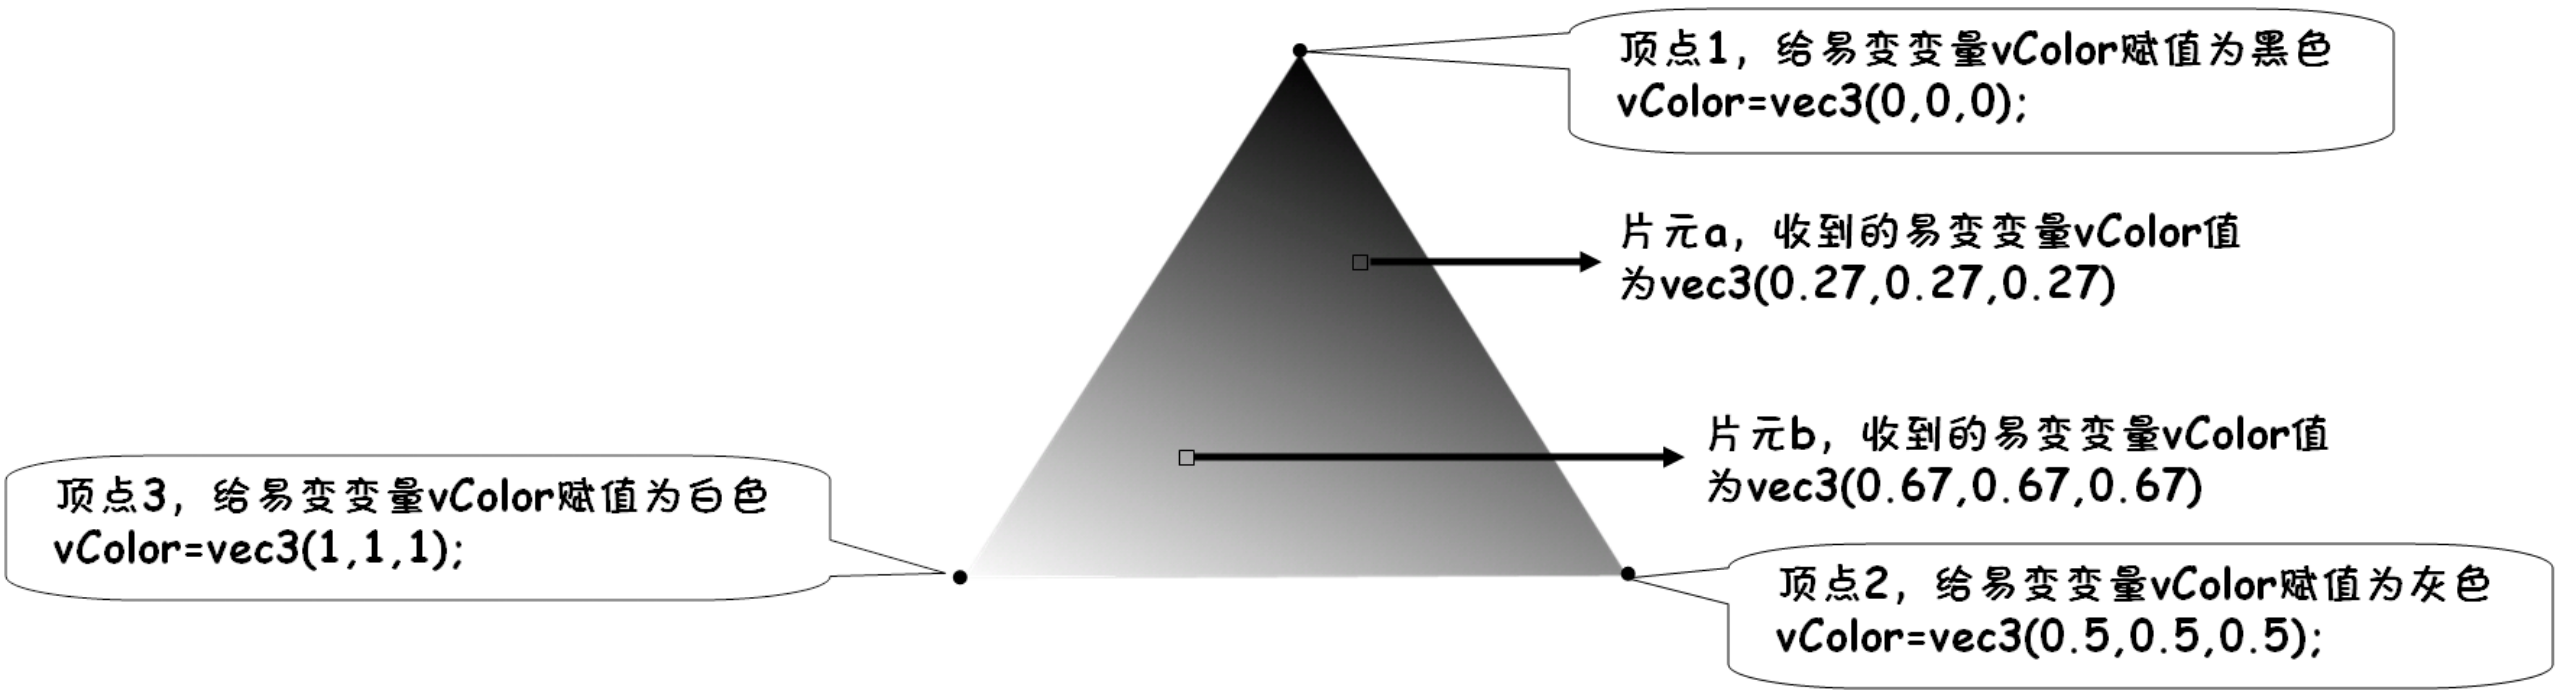 顶点1，给易变变量vColor赋值为黑色
vColor=vec3(0,0,0);
片元a，收到的易变变量vColor值
为vec3(0.27,0.27,0.27)
片元b，收到的易变变量vColor值
为vec3(0.67,0.67,0.67)
顶点3，给易变变量vColor赋值为白色
vColor=vec3(1,1,1);
顶点2，给易变变量vColor赋值为灰色
vColor=vec3(0.5,0.5,0.5);